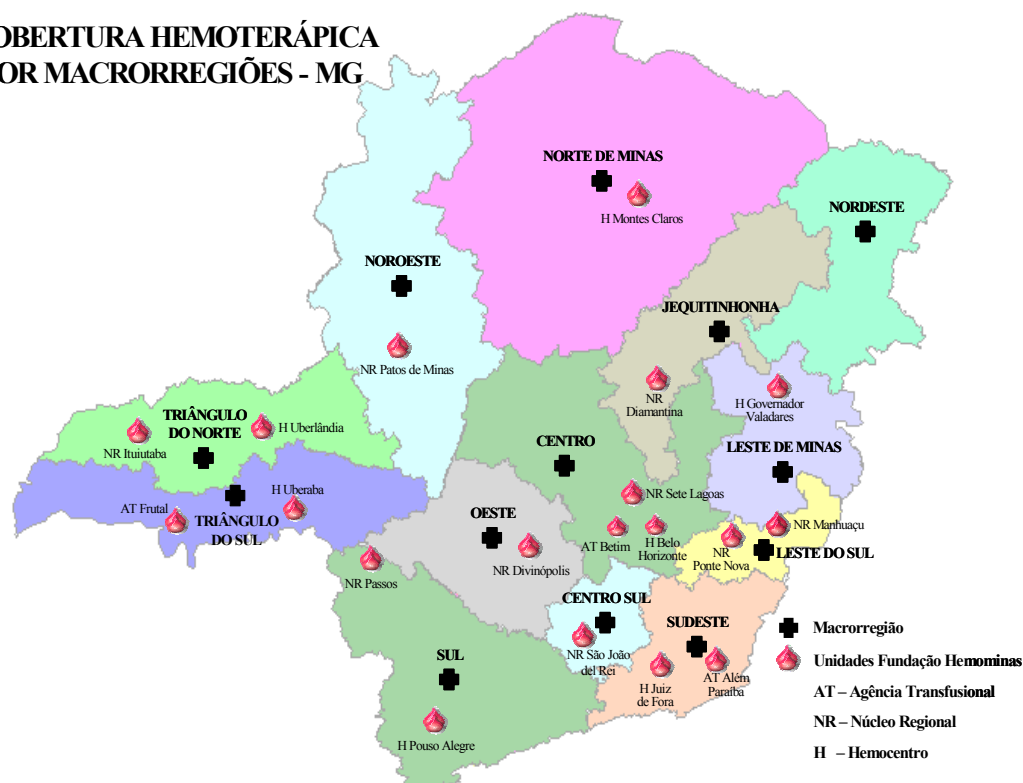 OBERTURA HEMOTERÁPICA
OR MACRORREGIÕES - MG
NORTE DE MINAS
H Montes Claros
NORDESTE
NOROESTE
NR Patos de Minas
JEQUITINHONHA
NR
Diamantina
H Governador
Valadares
TRIÂNGULO
DO NORTE
H Uberlândia
NR Ituiutaba
CENTRO
LESTE DE MINAS
H Uberaba
AT Frutal
TRIÂNGULO
DO SUL
NR Sete Lagoas
OESTE
AT Betim
H Belo
Horizonte
NR Manhuaçu
NR
Ponte Nova
LESTE DO SUL
NR Divinópolis
NR Passos
CENTRO SUL
NR São João
del Rei
SUDESTE
H Juiz
de Fora
AT Além
Paraíba
SUL
H Pouso Alegre
Macrorregião
Unidades Fundação Hemominas
AT – Agência Transfusional
NR – Núcleo Regional
H – Hemocentro